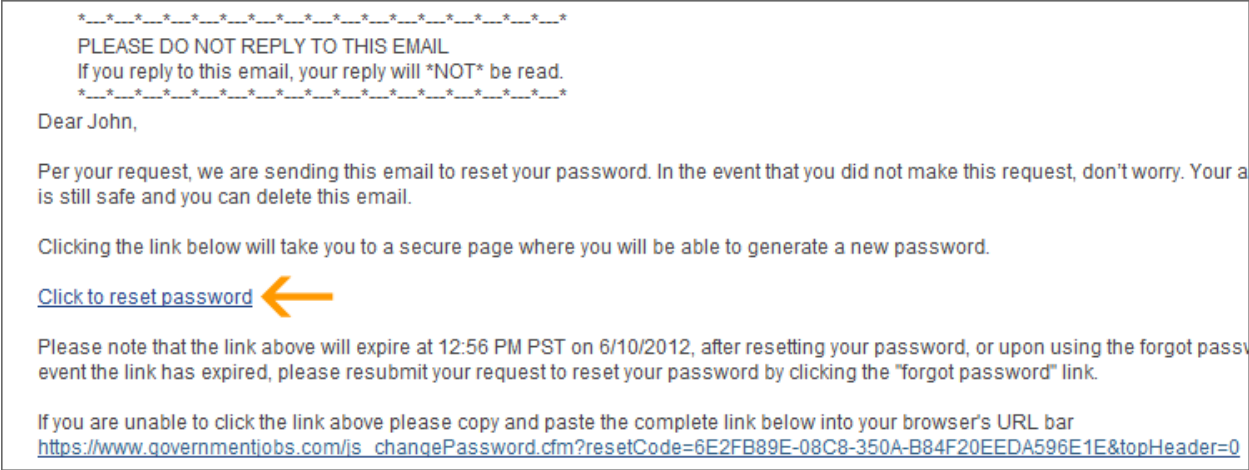 *---*---*---*---*---*---*---*---*---*---*---*---*---*---*---*---*---*
PLEASE DO NOT REPLY TO THIS EMAIL
If you reply to this email, your reply will *NOT* be read.
*---*---*---*---*---*---*---*---*---*---*---*---*---*---*---*---*---*
Dear John,
Per your request, we are sending this email to reset your password. In the event that you did not make this request, don't worry. Your a
is still safe and you can delete this email.
Clicking the link below will take you to a secure page where you will be able to generate a new password.
Click to reset password
Please note that the link above will expire at 12:56 PM PST on 6/10/2012, after resetting your password, or upon using the forgot pass
event the link has expired, please resubmit your request to reset your password by clicking the "forgot password" link.
If you are unable to click the link above please copy and paste the complete link below into your browser's URL bar
https://www.governmentjobs.com/js_changePassword.cfm?resetCode=6E2FB89E-08C8-350A-B84F20EEDA596E1E&topHeader=0